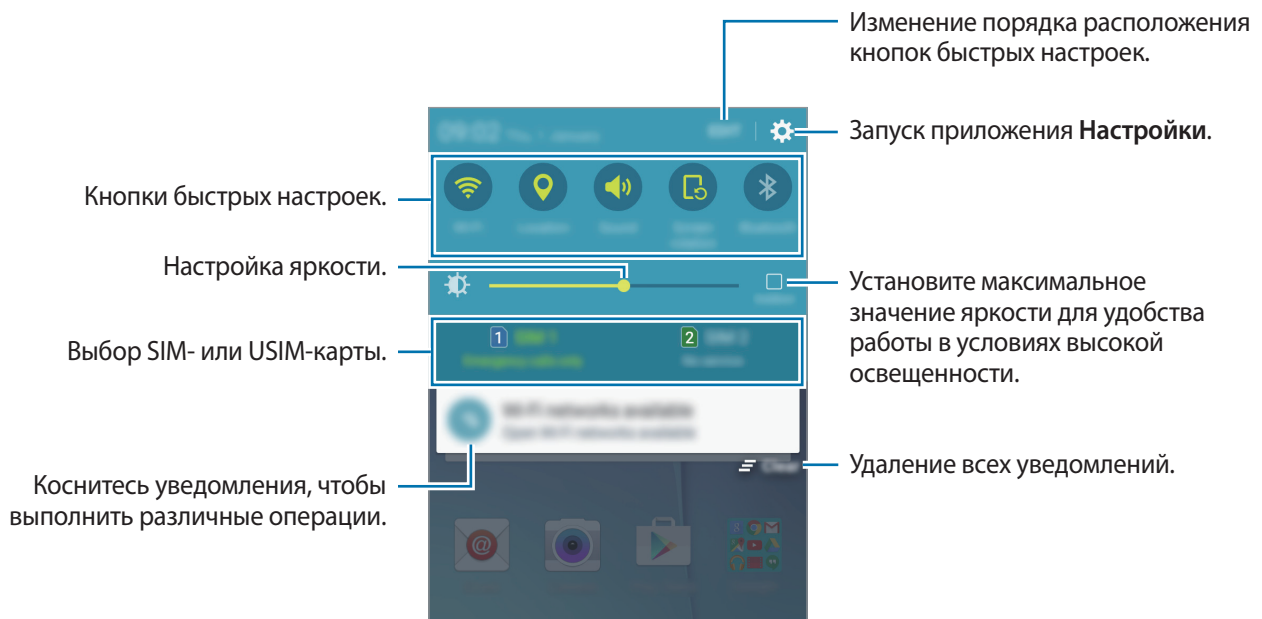 Изменение порядка расположения
кнопок быстрых настроек.
Запуск приложения Настройки.
Кнопки быстрых настроек.
Настройка яркости.
Установите максимальное
значение яркости для удобства
работы в условиях высокой
освещенности.
Выбор SIM- или USIM-карты.
1
2
Удаление всех уведомлений.
Коснитесь уведомления, чтобы
выполнить различные операции.